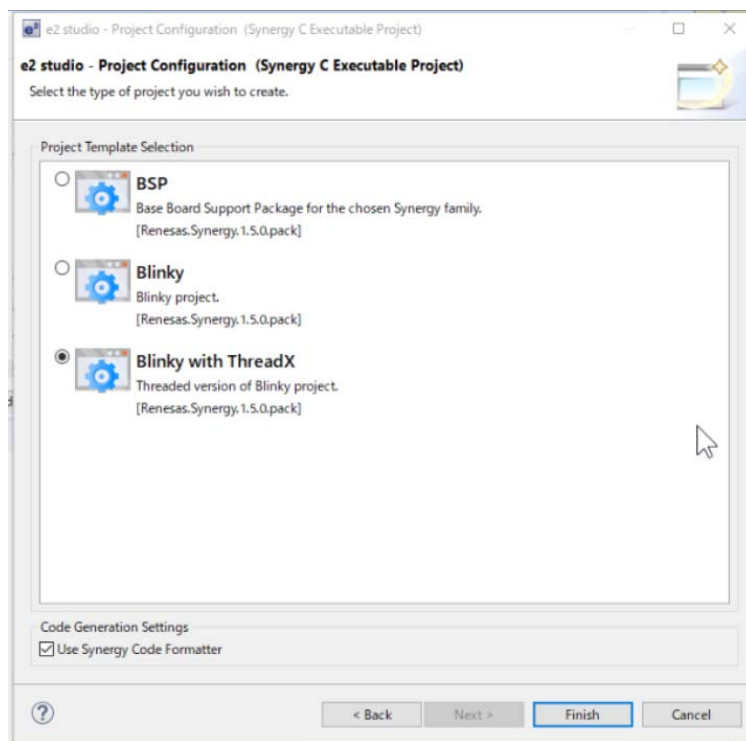 e² e2 studio - Project Configuration (Synergy C Executable Project)
e2 studio - Project Configuration (Synergy C Executable Project)
Select the type of project you wish to create.
Project Template Selection
BSP
Base Board Support Package for the chosen Synergy family.
[Renesas.Synergy.1.5.0.pack]
Blinky
Blinky project.
[Renesas.Synergy.1.5.0.pack]
Blinky with ThreadX
Threaded version of Blinky project.
[Renesas.Synergy.1.5.0.pack]
Code Generation Settings
Use Synergy Code Formatter
? < Back Next > Finish Cancel